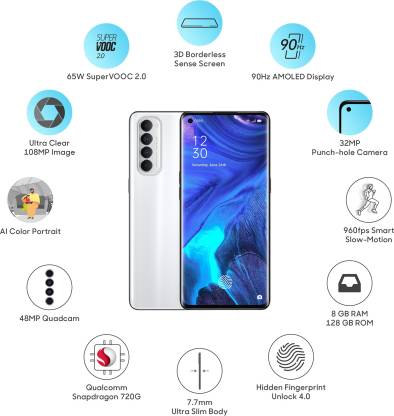 SUPER
VOOC
2.0
65W SuperVOOC 2.0
3D Borderless
Sense Screen
90Hz
90Hz AMOLED Display
Ultra Clear
108MP Image
32MP
Punch-hole Camera
12
30
AI Color Portrait
960fps Smart
Slow-Motion
48MP Quadcam
8 GB RAM
128 GB ROM
Qualcomm
Snapdragon 720G
7.7mm
Ultra Slim Body
Hidden Fingerprint
Unlock 4.0